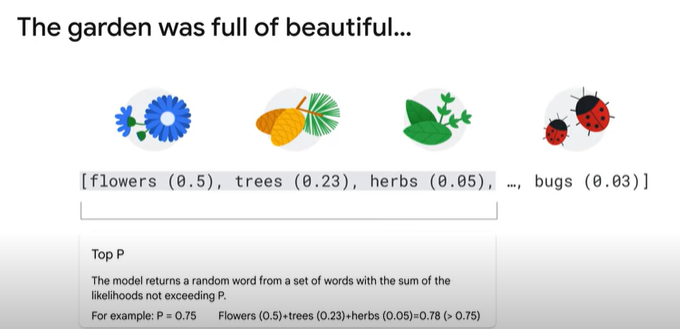 The garden was full of beautiful...
[flowers (0.5), trees (0.23), herbs (0.05), …, bugs (0.03)]
Top P
The model returns a random word from a set of words with the sum of the
likelihoods not exceeding P.
For example: P = 0.75 Flowers (0.5)+trees (0.23)+herbs (0.05)=0.78 (> 0.75)